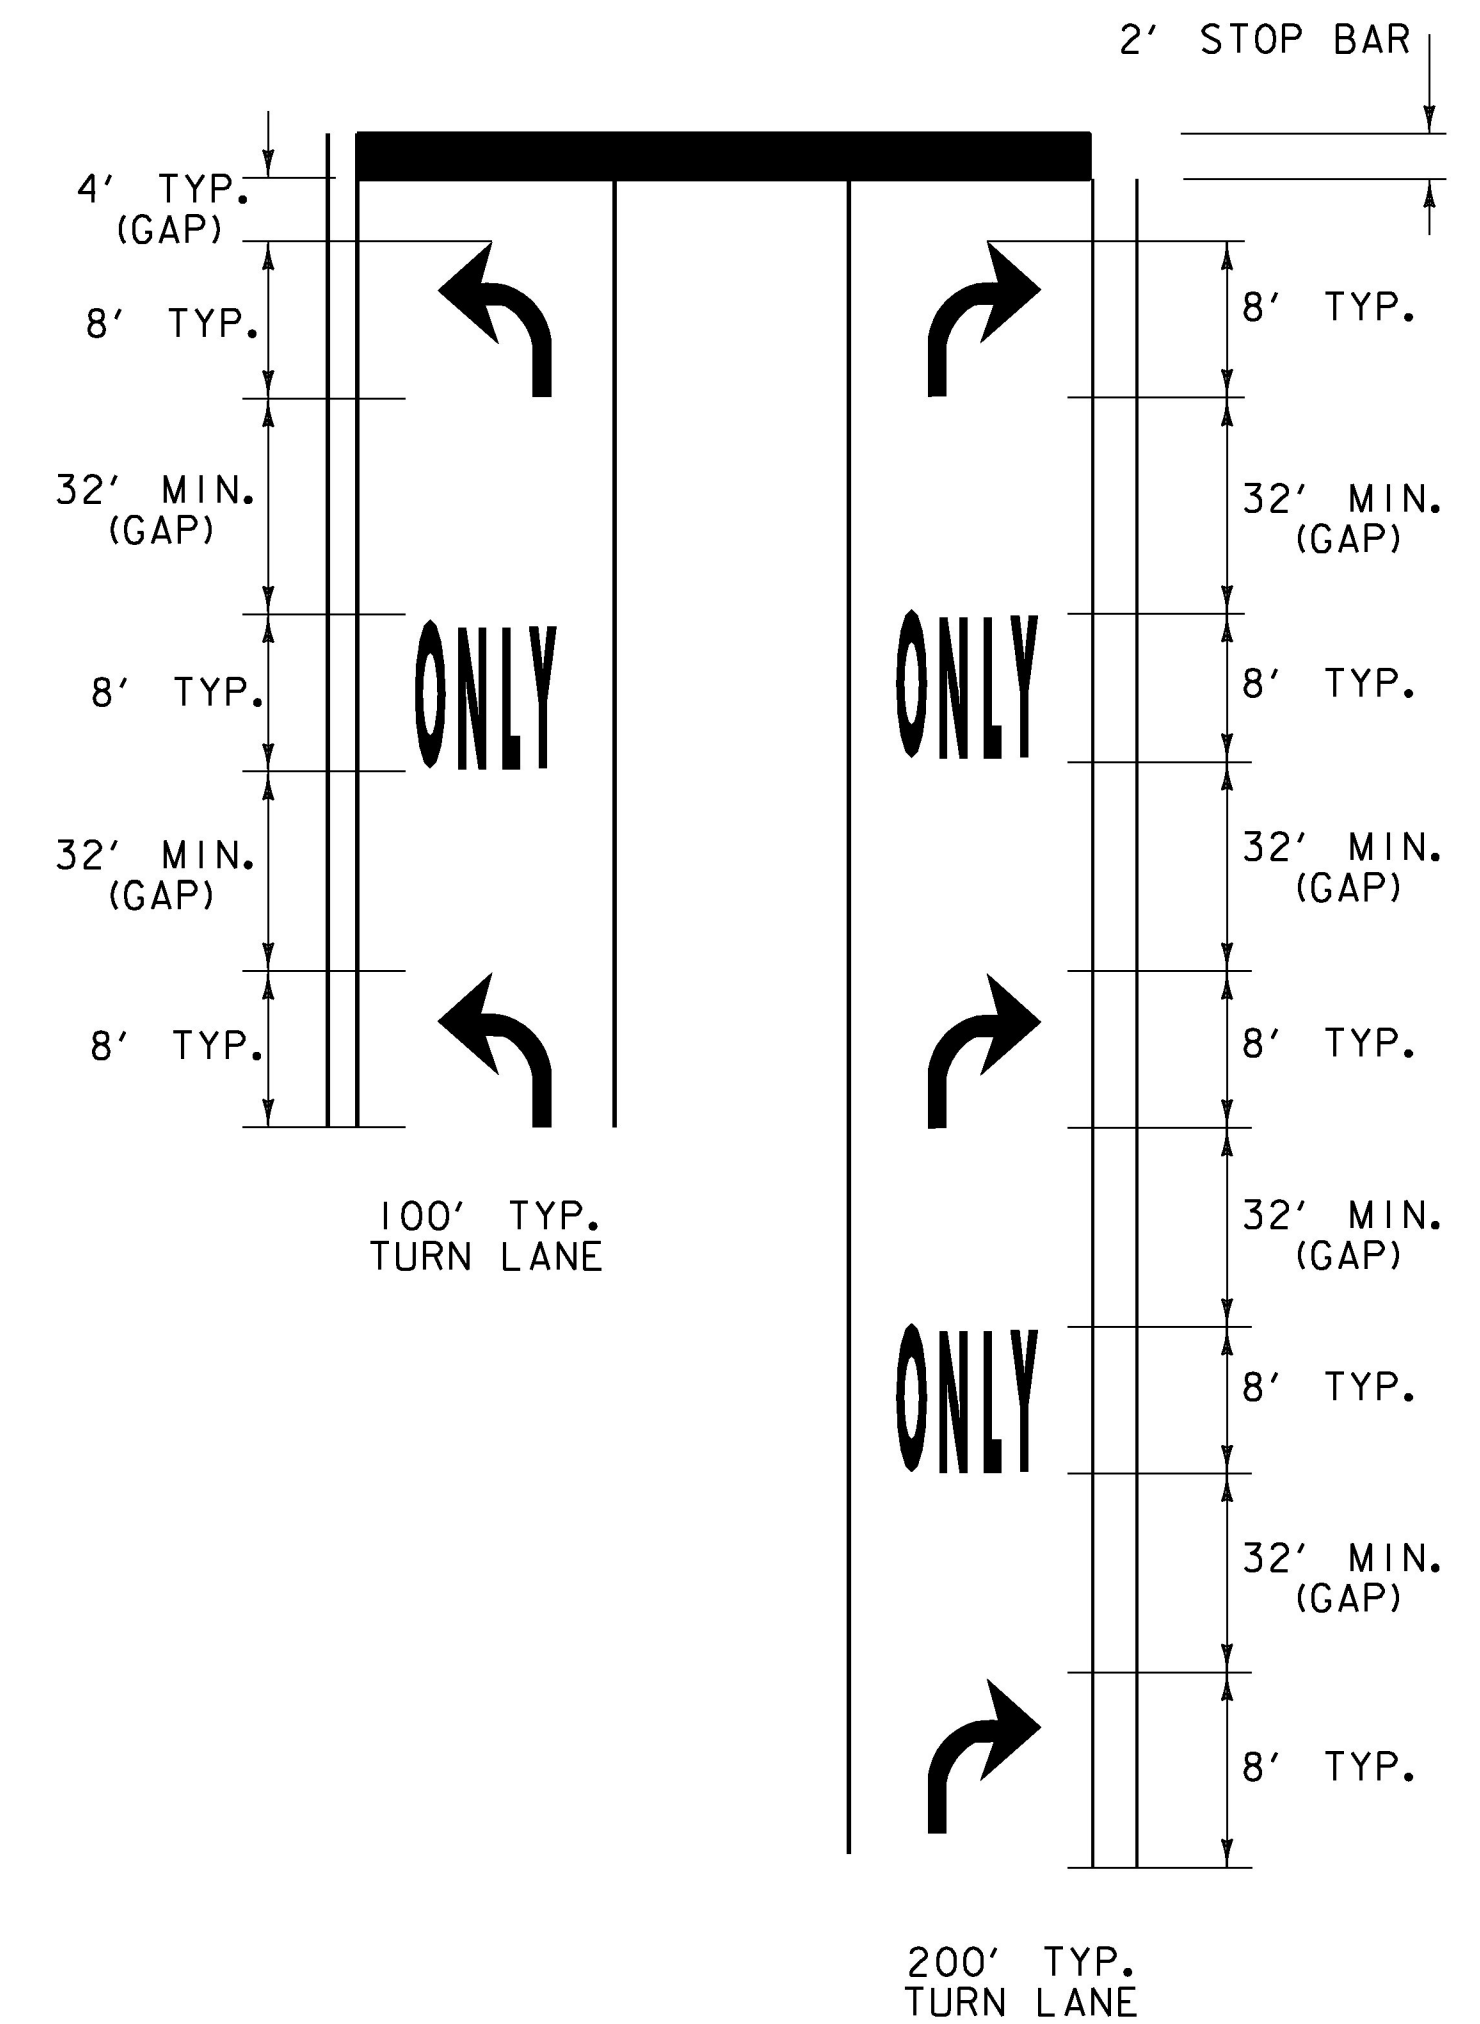 2' STOP BAR
4' TYP.
(GAP)
8' TYP.
32' MIN.
(GAP)
8' TYP.
32' MIN.
(GAP)
8' TYP.
ONLY
100' TYP.
TURN LANE
ONLY
ONLY
8' TYP.
32' MIN.
(GAP)
8' TYP.
32' MIN.
(GAP)
8' TYP.
32' MIN.
(GAP)
8' TYP.
32' MIN.
(GAP)
8' TYP.
200' TYP.
TURN LANE